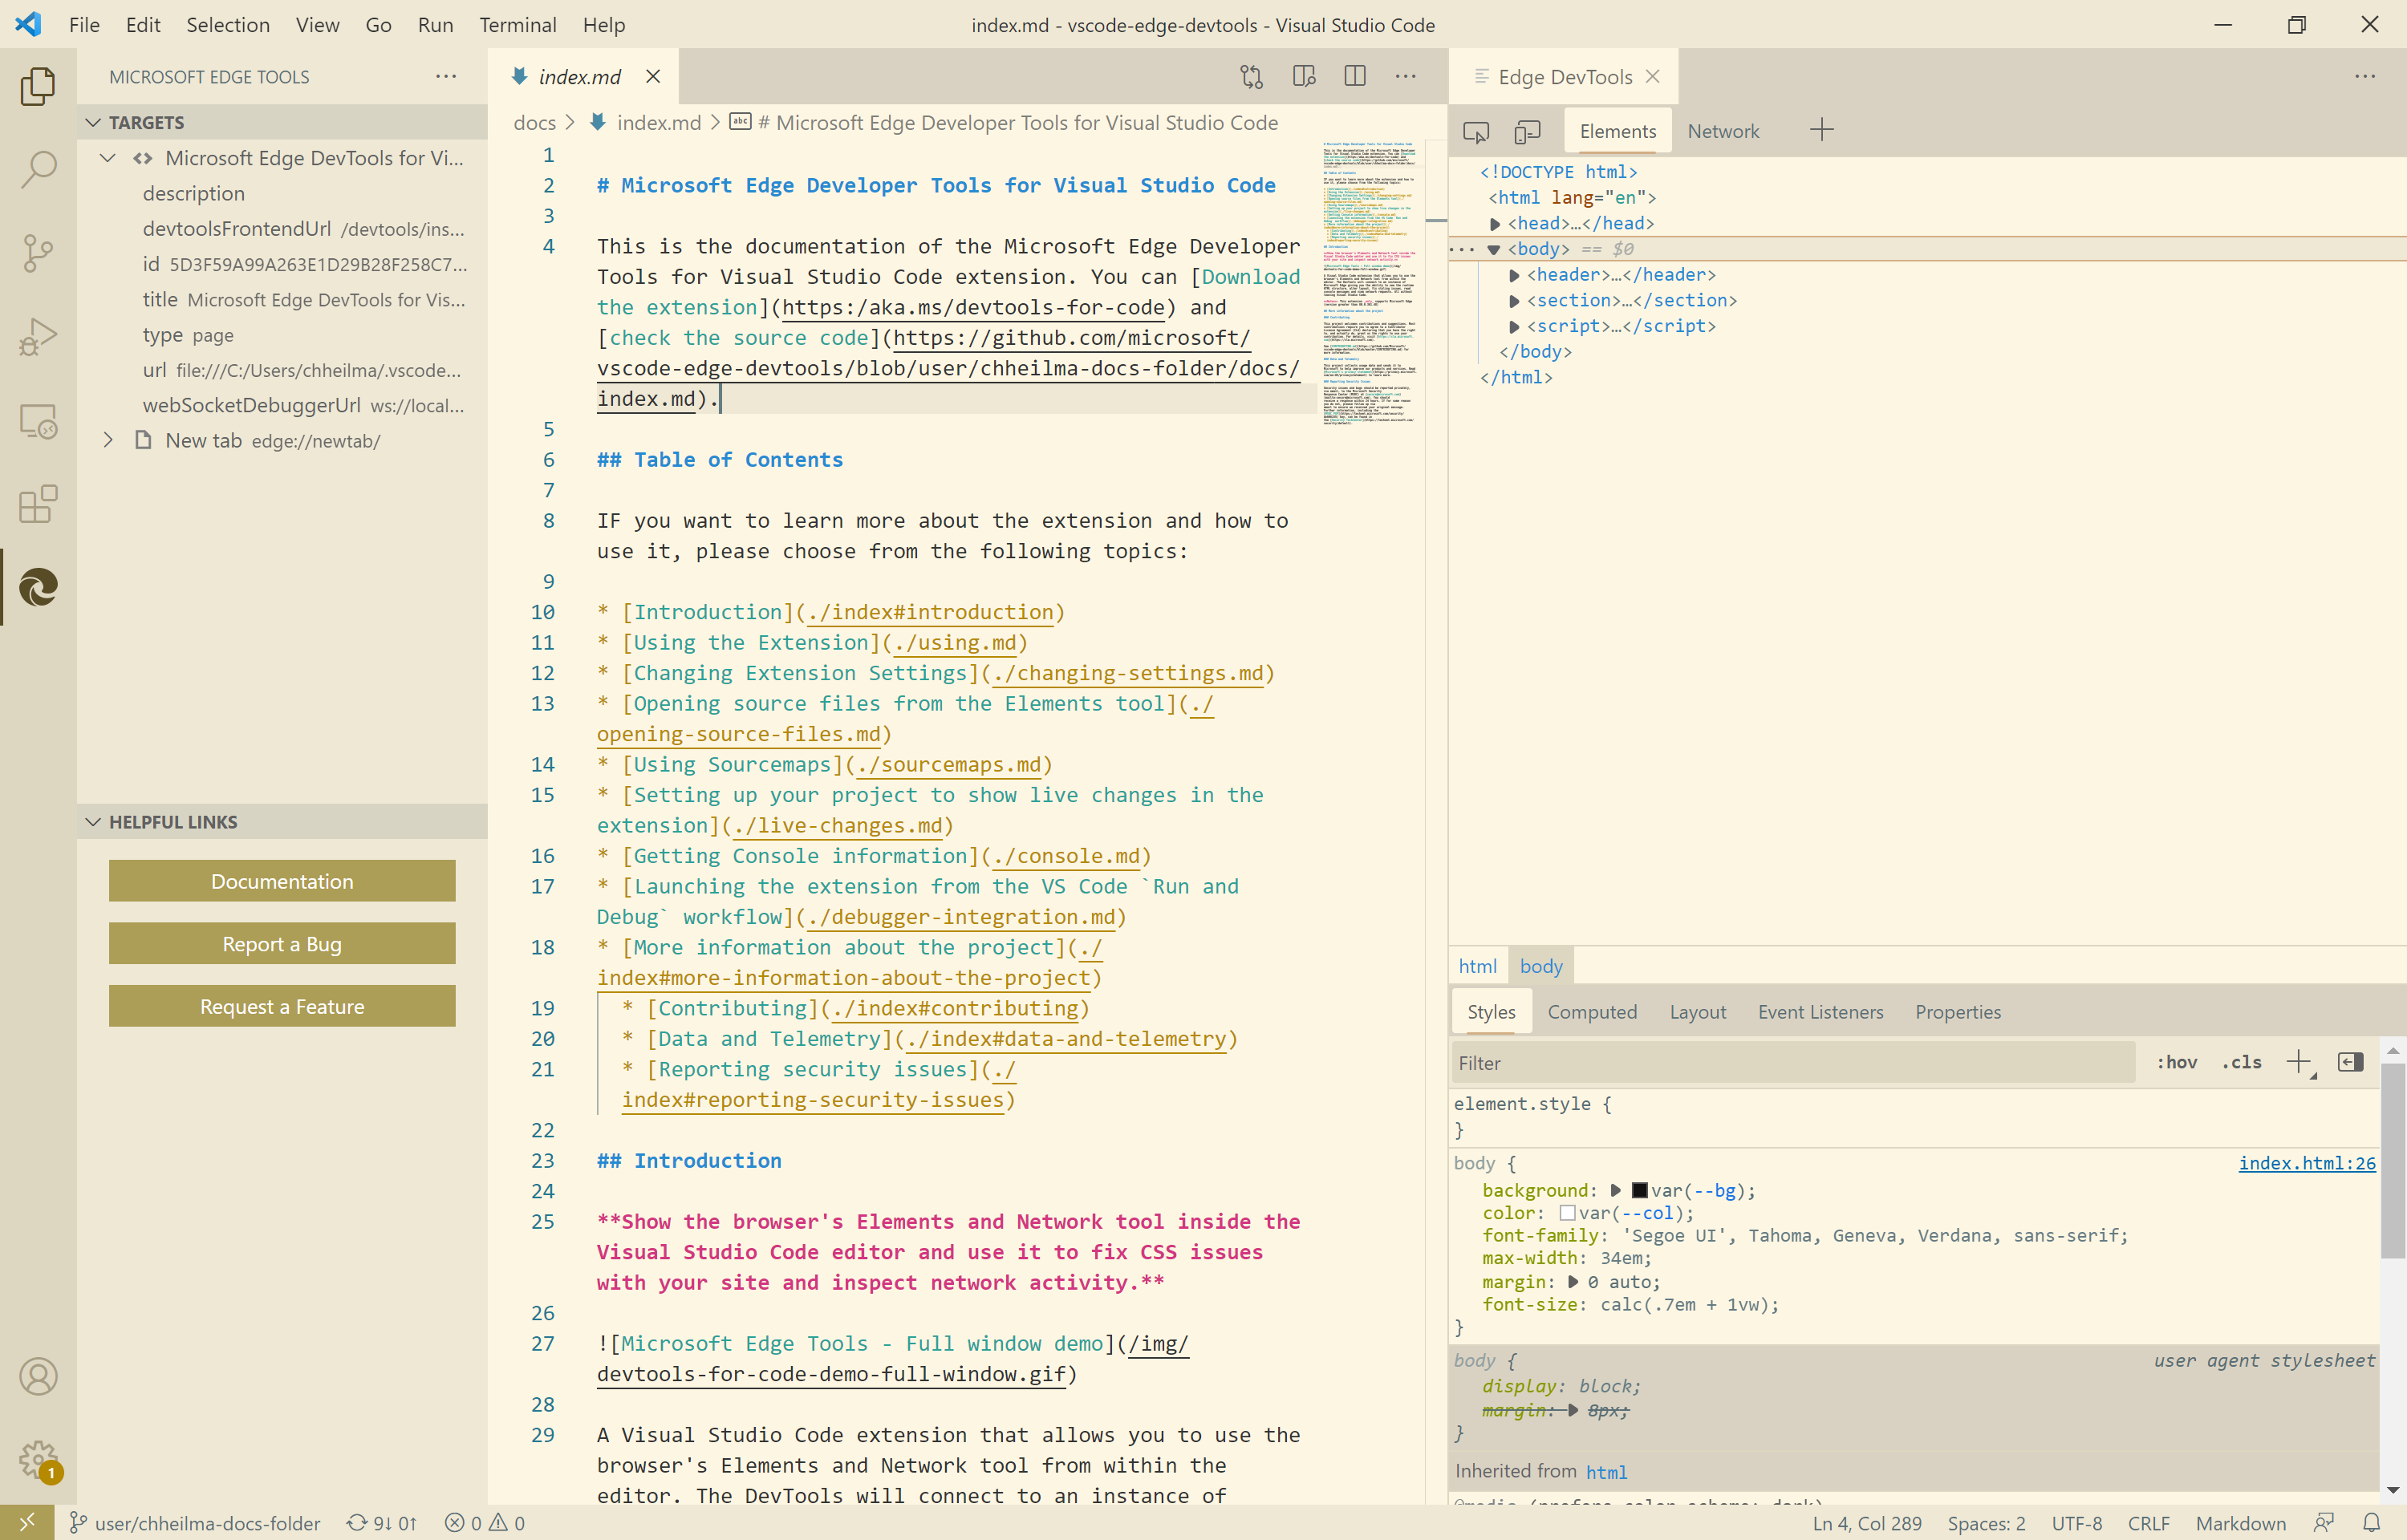 File Edit Selection View Go Run Terminal Help
index.md - vscode-edge-devtools - Visual Studio Code
MICROSOFT EDGE TOOLS
TARGETS
Microsoft Edge DevTools for Vi...
description
devtoolsFrontendUrl /devtools/ins...
id 5D3F59A99A263E1D29B28F258C7...
title Microsoft Edge DevTools for Vis...
type page
url file:///C:/Users/chheilma/.vscode...
webSocketDebuggerUrl ws://local...
New tab edge://newtab/
HELPFUL LINKS
Documentation
Report a Bug
Request a Feature
1
index.md
docs > index.md > abc # Microsoft Edge Developer Tools for Visual Studio Code
1
2 # Microsoft Edge Developer Tools for Visual Studio Code
3
4 This is the documentation of the Microsoft Edge Developer
Tools for Visual Studio Code extension. You can [Download
the extension](https:/aka.ms/devtools-for-code) and
[check the source code](https://github.com/microsoft/
vscode-edge-devtools/blob/user/chheilma-docs-folder/docs/
index.md).
5
6 ## Table of Contents
7
8 IF you want to learn more about the extension and how to
use it, please choose from the following topics:
9
10 * [Introduction](./index#introduction)
11 * [Using the Extension](./using.md)
12 * [Changing Extension Settings](./changing-settings.md)
13 * [Opening source files from the Elements tool](./
opening-source-files.md)
14 * [Using Sourcemaps](./sourcemaps.md)
15 * [Setting up your project to show live changes in the
extension](./live-changes.md)
16 * [Getting Console information](./console.md)
17 * [Launching the extension from the VS Code `Run and
Debug` workflow](./debugger-integration.md)
18 * [More information about the project](./
index#more-information-about-the-project)
19 * [Contributing](./index#contributing)
20 * [Data and Telemetry](./index#data-and-telemetry)
21 * [Reporting security issues](./
index#reporting-security-issues)
22
23 ## Introduction
24
25 **Show the browser's Elements and Network tool inside the
Visual Studio Code editor and use it to fix CSS issues
with your site and inspect network activity.**
26
27 ![Microsoft Edge Tools - Full window demo](/img/
devtools-for-code-demo-full-window.gif)
28
29 A Visual Studio Code extension that allows you to use the
browser's Elements and Network tool from within the
editor. The DevTools will connect to an instance of
Edge DevTools
Elements Network
<!DOCTYPE html>
<html lang="en">
<head>…</head>
<body> == $0
<header>…</header>
<section>…</section>
<script>…</script>
</body>
</html>
html body
Styles Computed Layout Event Listeners Properties
Filter :hov .cls
element.style {
}
body { index.html:26
background: var(--bg);
color: var(--col);
font-family: 'Segoe UI', Tahoma, Geneva, Verdana, sans-serif;
max-width: 34em;
margin: 0 auto;
font-size: calc(.7em + 1vw);
}
body { user agent stylesheet
display: block;
margin: 8px;
}
Inherited from html
user/chheilma-docs-folder 9↓ 0↑ 0 0
Ln 4, Col 289 Spaces: 2 UTF-8 CRLF Markdown